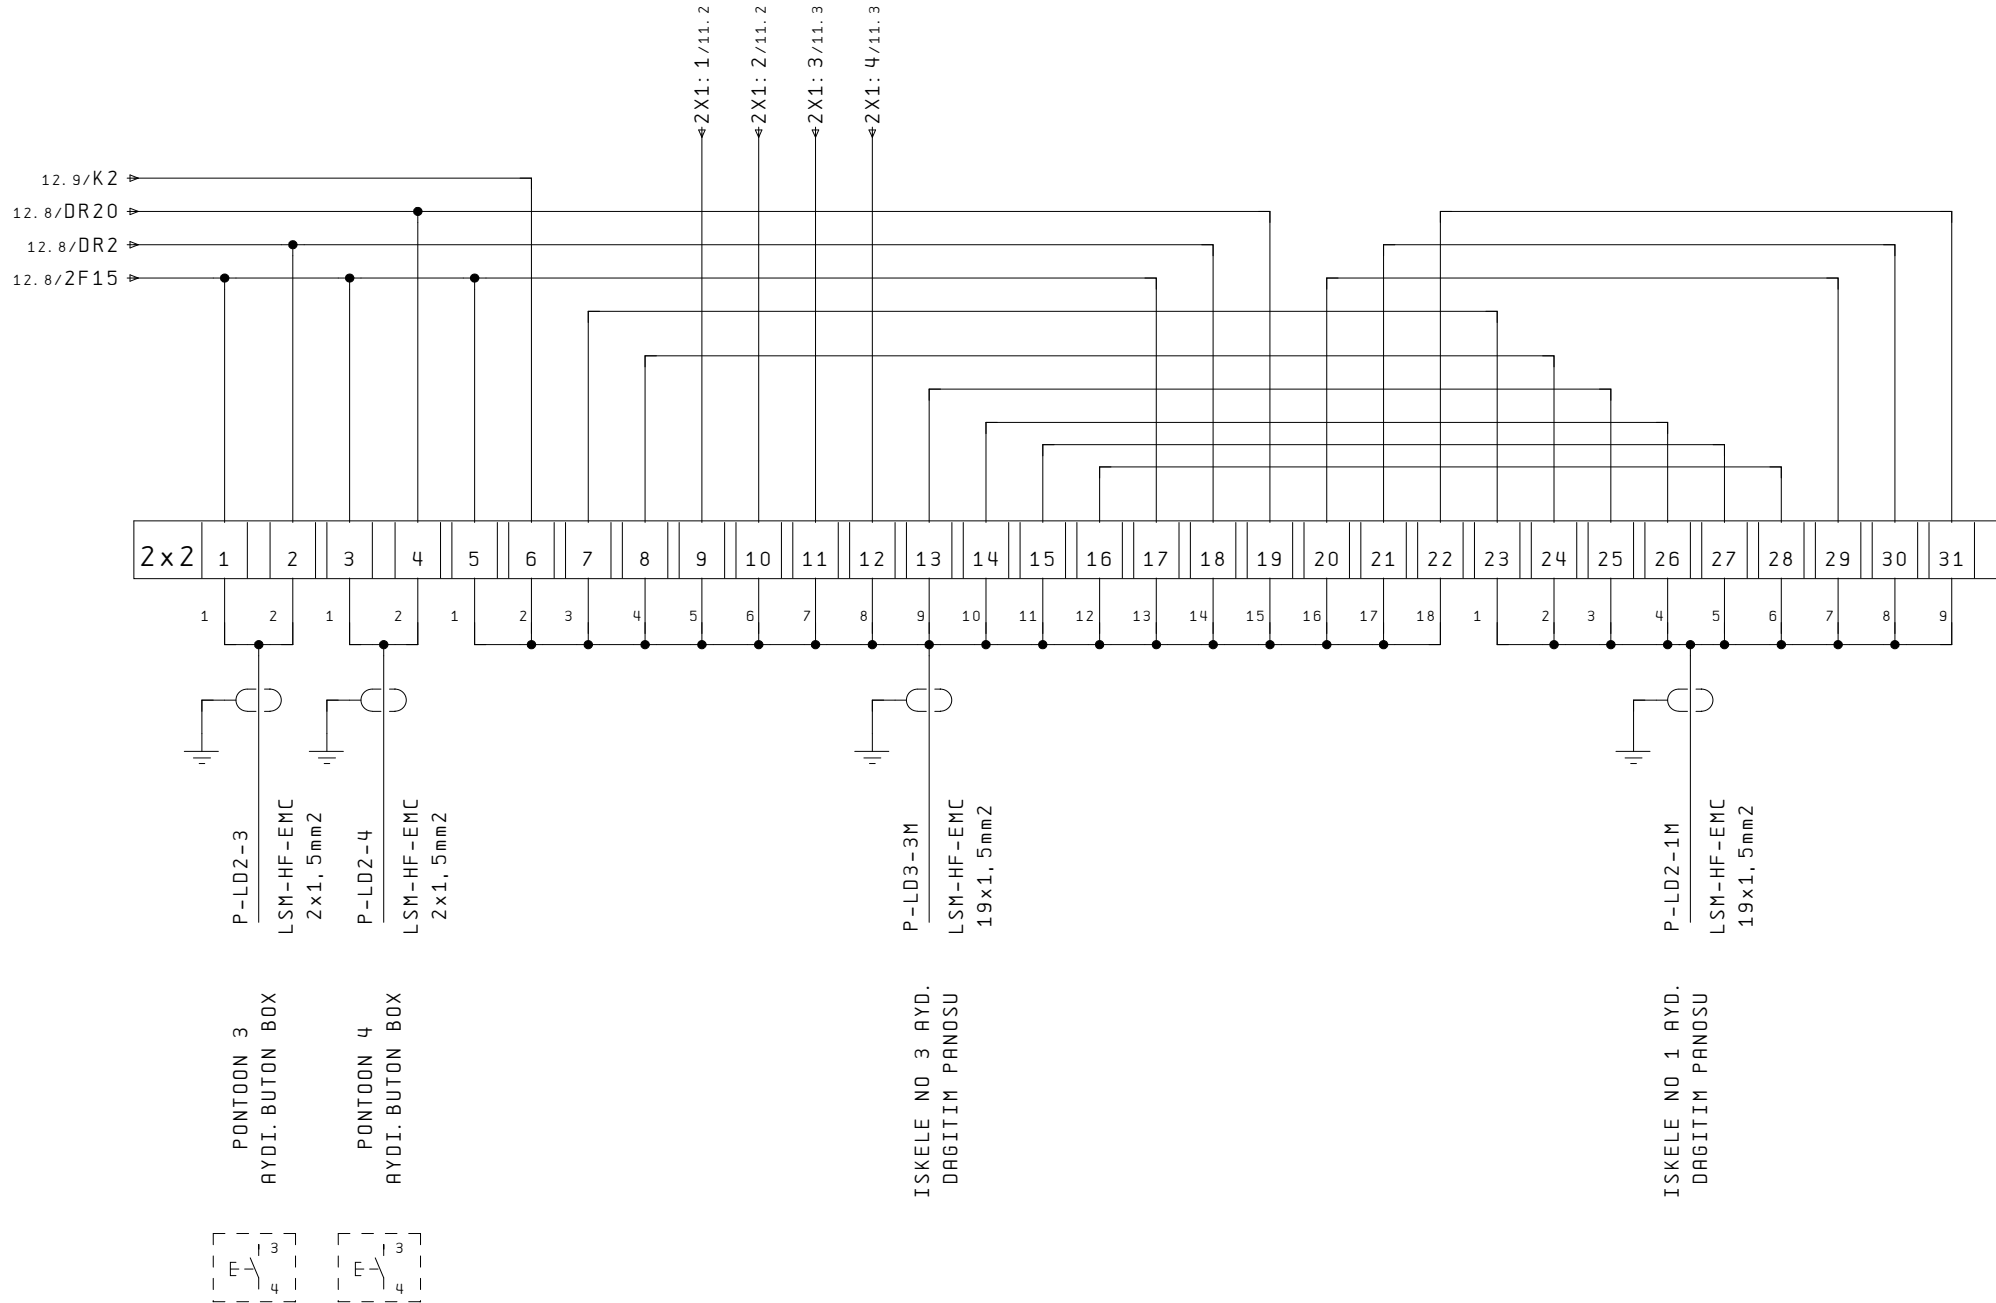 2X1:1/11.2
2X1:2/11.2
2X1:3/11.3
2X1:4/11.3
12.9/K2
12.8/DR20
12.8/DR2
12.8/2F15
2x2 1 2 3 4 5 6 7 8 9 10 11 12 13 14 15 16 17 18 19 20 21 22 23 24 25 26 27 28 29 30 31
1 2 1 2 1 2 3 4 5 6 7 8 9 10 11 12 13 14 15 16 17 18 1 2 3 4 5 6 7 8 9
P-LD2-3
LSM-HF-EMC
2x1,5mm2
P-LD2-4
LSM-HF-EMC
2x1,5mm2
P-LD3-3M
LSM-HF-EMC
19x1,5mm2
P-LD2-1M
LSM-HF-EMC
19x1,5mm2
PONTOON 3
AYDI.BUTON BOX
PONTOON 4
AYDI.BUTON BOX
ISKELE NO 3 AYD.
DAGITIM PANOSU
ISKELE NO 1 AYD.
DAGITIM PANOSU
3
4
3
4